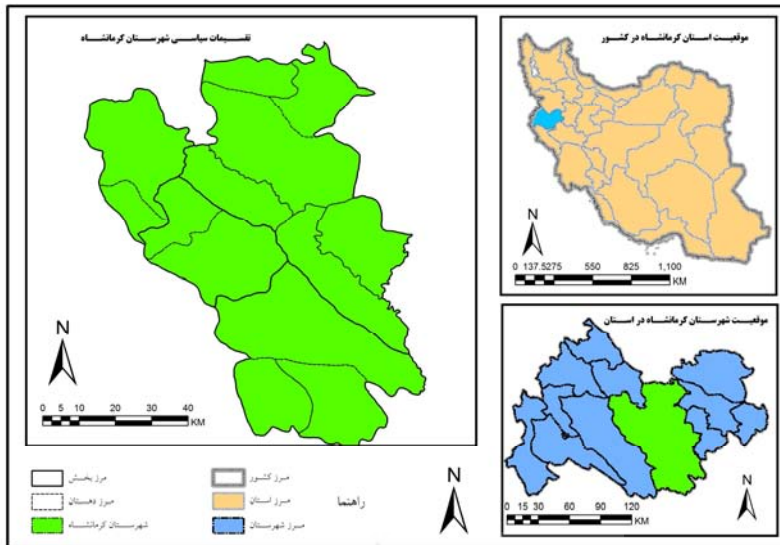 تقسیمات سیاسی شهرستان کرمانشاه
N
0 5 10 20 30 40
KM
موقعیت استان کرمانشاه در کشور
N
0 137.5275 550 825 1,100
KM
موقعیت شهرستان کرمانشاه در استان
0 15 30 60 90 120
KM
N
راهنما
مرز کشور
مرز بخش
مرز استان
مرز دهستان
مرز شهرستان
شهرستان کرمانشاه
N